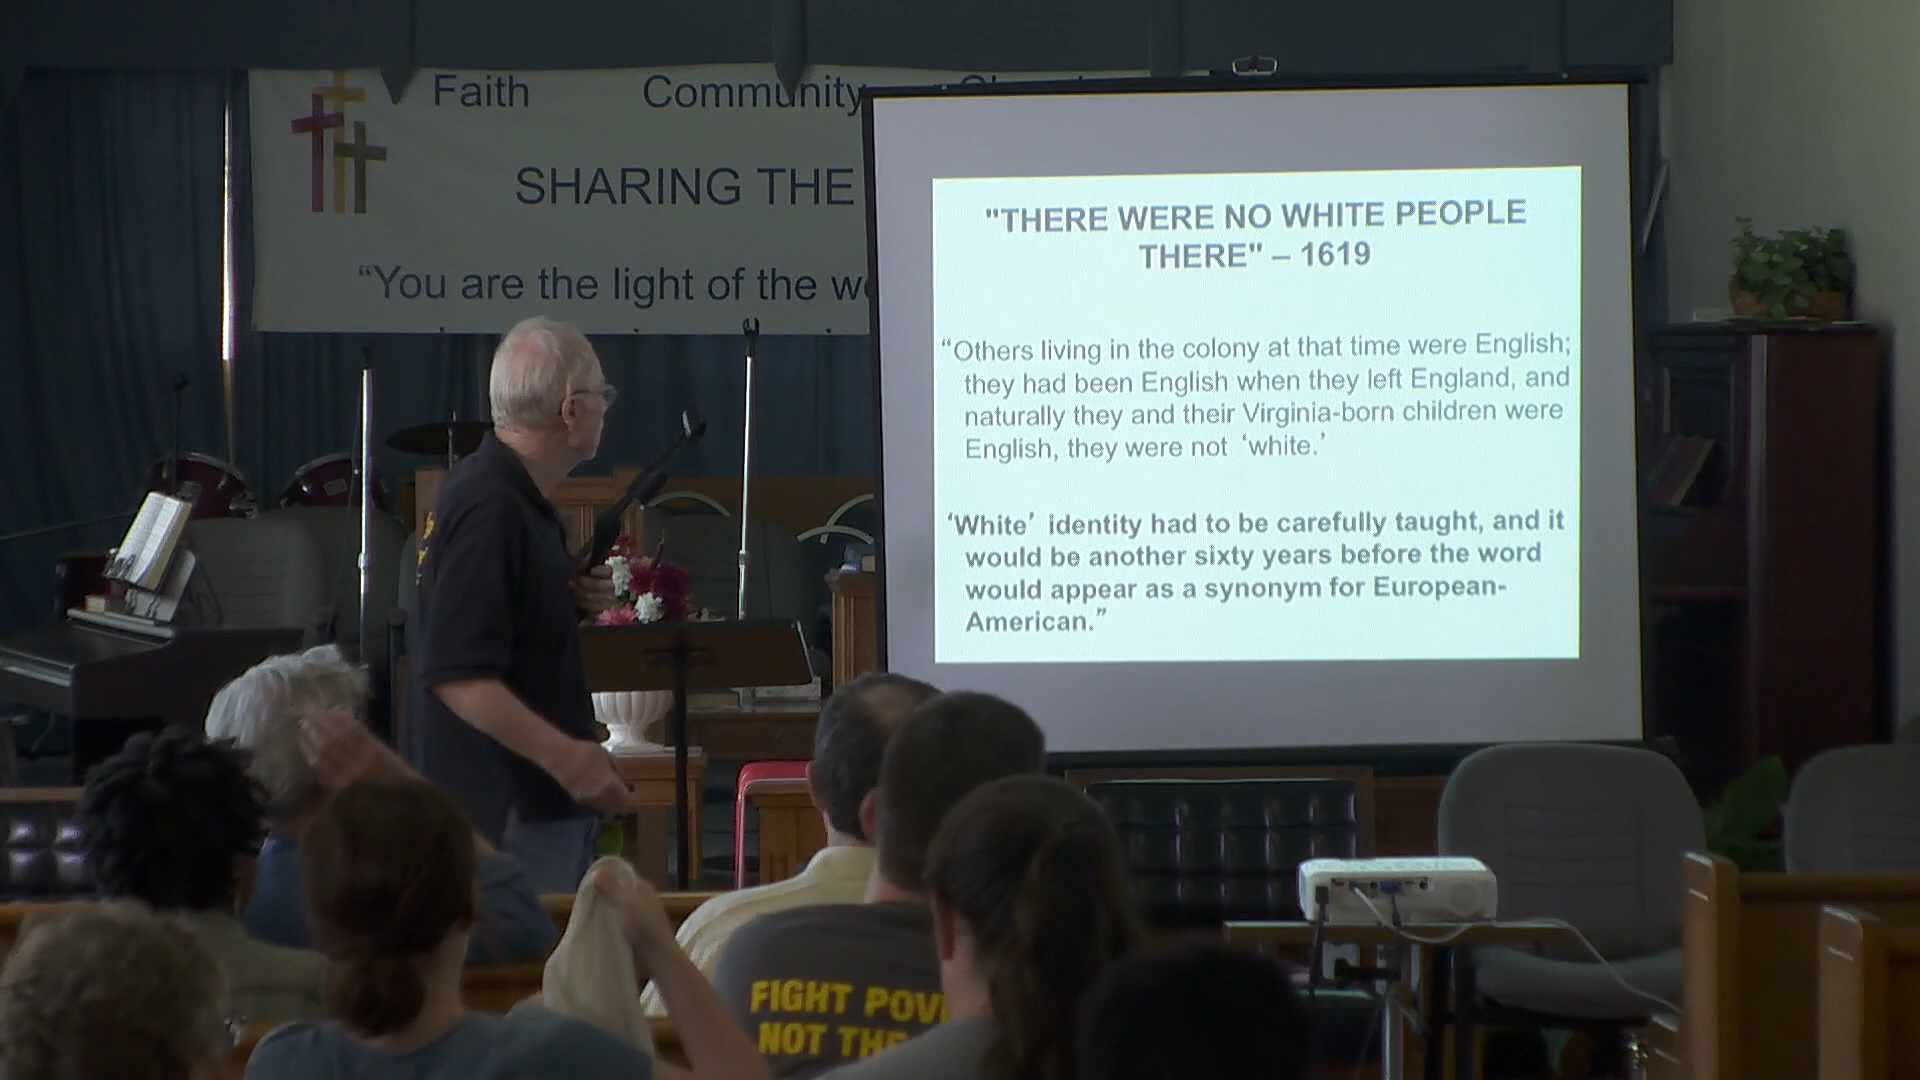 Faith Community
SHARING THE
“You are the light of the
"THERE WERE NO WHITE PEOPLE
THERE" – 1619
“Others living in the colony at that time were English;
they had been English when they left England, and
naturally they and their Virginia-born children were
English, they were not ‘white.’
‘White’ identity had to be carefully taught, and it
would be another sixty years before the word
would appear as a synonym for European-
American.”
FIGHT POV
NOT THE